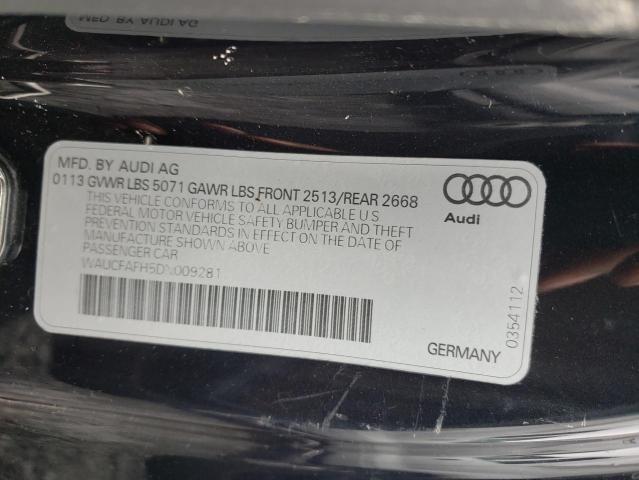 MFD. BY AUDI AG
0113 GVWR LBS 5071 GAWR LBS FRONT 2513/REAR 2668
THIS VEHICLE CONFORMS TO ALL APPLICABLE U S
FEDERAL MOTOR VEHICLE SAFETY BUMPER AND THEFT
PREVENTION STANDARDS IN EFFECT ON THE DATE OF
MANUFACTURE SHOWN ABOVE
PASSENGER CAR
WAUCFAFH5DN009281
Audi
GERMANY
0354112